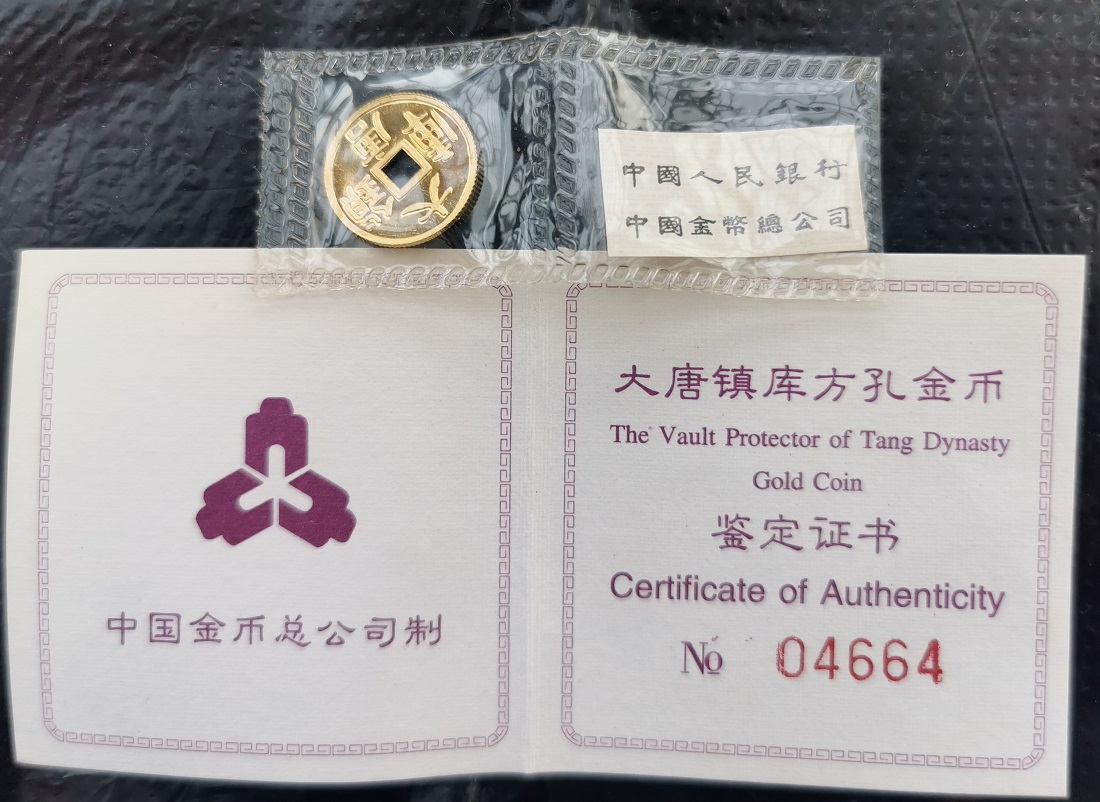 中國人民銀行
中國金幣總公司
中国金币总公司制
大唐镇库方孔金币
The Vault Protector of Tang Dynasty
Gold Coin
鉴定证书
Certificate of Authenticity
No 04664